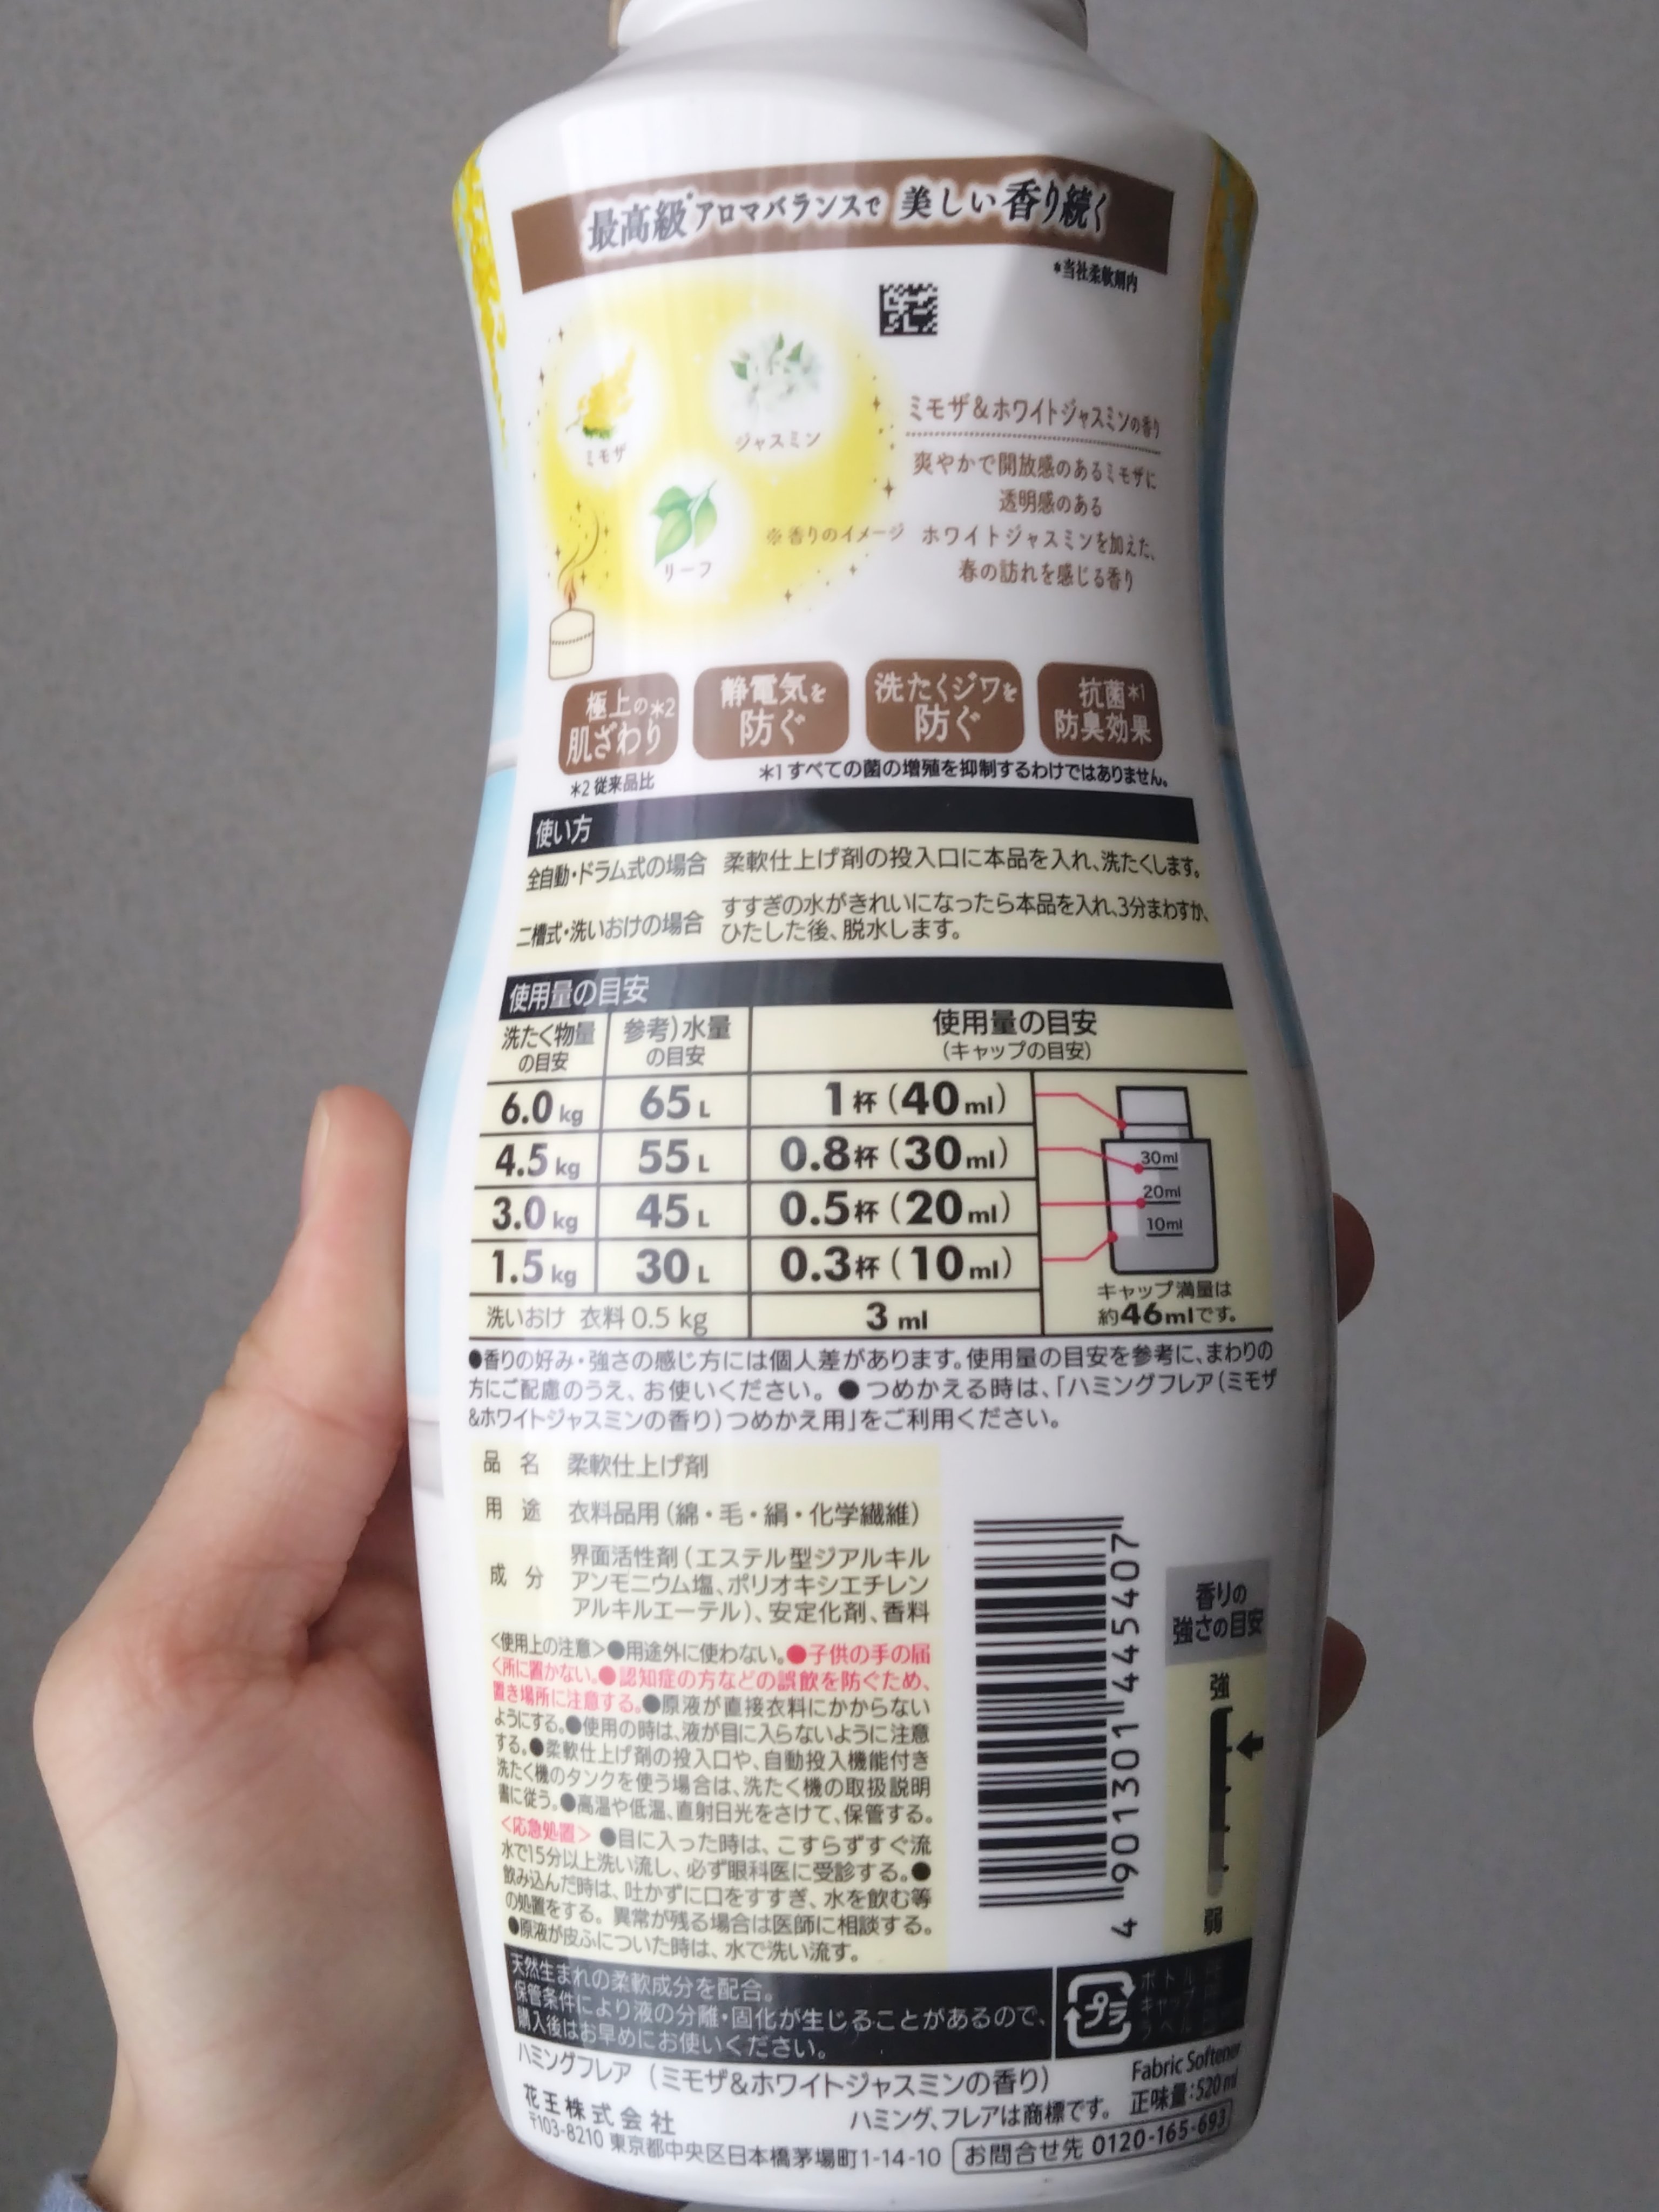 最高級*アロマバランスで 美しい香り続く
*当社柔軟剤内
ミモザ
ジャスミン
リーフ
※香りのイメージ
ミモザ&ホワイトジャスミンの香り
爽やかで開放感のあるミモザに
透明感のある
ホワイトジャスミンを加えた、
春の訪れを感じる香り
極上の*2
肌ざわり
静電気を
防ぐ
洗たくジワを
防ぐ
抗菌*1
防臭効果
*2 従来品比
*1 すべての菌の増殖を抑制するわけではありません。
使い方
全自動・ドラム式の場合 柔軟仕上げ剤の投入口に本品を入れ、洗たくします。
二槽式・洗いおけの場合 すすぎの水がきれいになったら本品を入れ、3分まわすか、
ひたした後、脱水します。
使用量の目安
洗たく物量
の目安
参考)水量
の目安
使用量の目安
(キャップの目安)
6.0kg 65L 1杯(40ml)
4.5kg 55L 0.8杯(30ml)
3.0kg 45L 0.5杯(20ml)
1.5kg 30L 0.3杯(10ml)
洗いおけ 衣料 0.5 kg 3 ml
30ml
20ml
10ml
キャップ満量は
約46mlです。
●香りの好み・強さの感じ方には個人差があります。使用量の目安を参考に、まわりの
方にご配慮のうえ、お使いください。●つめかえる時は、「ハミングフレア(ミモザ
&ホワイトジャスミンの香り)つめかえ用」をご利用ください。
品名 柔軟仕上げ剤
用途 衣料品用(綿・毛・絹・化学繊維)
成分 界面活性剤(エステル型ジアルキル
アンモニウム塩、ポリオキシエチレン
アルキルエーテル)、安定化剤、香料
<使用上の注意>●用途外に使わない。●子供の手の届
く所に置かない。●認知症の方などの誤飲を防ぐため、
置き場所に注意する。●原液が直接衣料にかからない
ようにする。●使用の時は、液が目に入らないように注意
する。●柔軟仕上げ剤の投入口や、自動投入機能付き
洗たく機のタンクを使う場合は、洗たく機の取扱説明
書に従う。●高温や低温、直射日光をさけて、保管する。
<応急処置>●目に入った時は、こすらずすぐ流
水で15分以上洗い流し、必ず眼科医に受診する。●
飲み込んだ時は、吐かずに口をすすぎ、水を飲む等
の処置をする。異常が残る場合は医師に相談する。
●原液が皮ふについた時は、水で洗い流す。
4 901301 445407
香りの
強さの目安
強
弱
天然生まれの柔軟成分を配合。
保管条件により液の分離・固化が生じることがあるので、
購入後はお早めにお使いください。
プラ
ボトル
キャップ
ラベル
ハミングフレア(ミモザ&ホワイトジャスミンの香り)
Fabric Softener
花王株式会社
ハミング、フレアは商標です。 正味量:520ml
〒103-8210 東京都中央区日本橋茅場町1-14-10 お問合せ先 0120-165-693